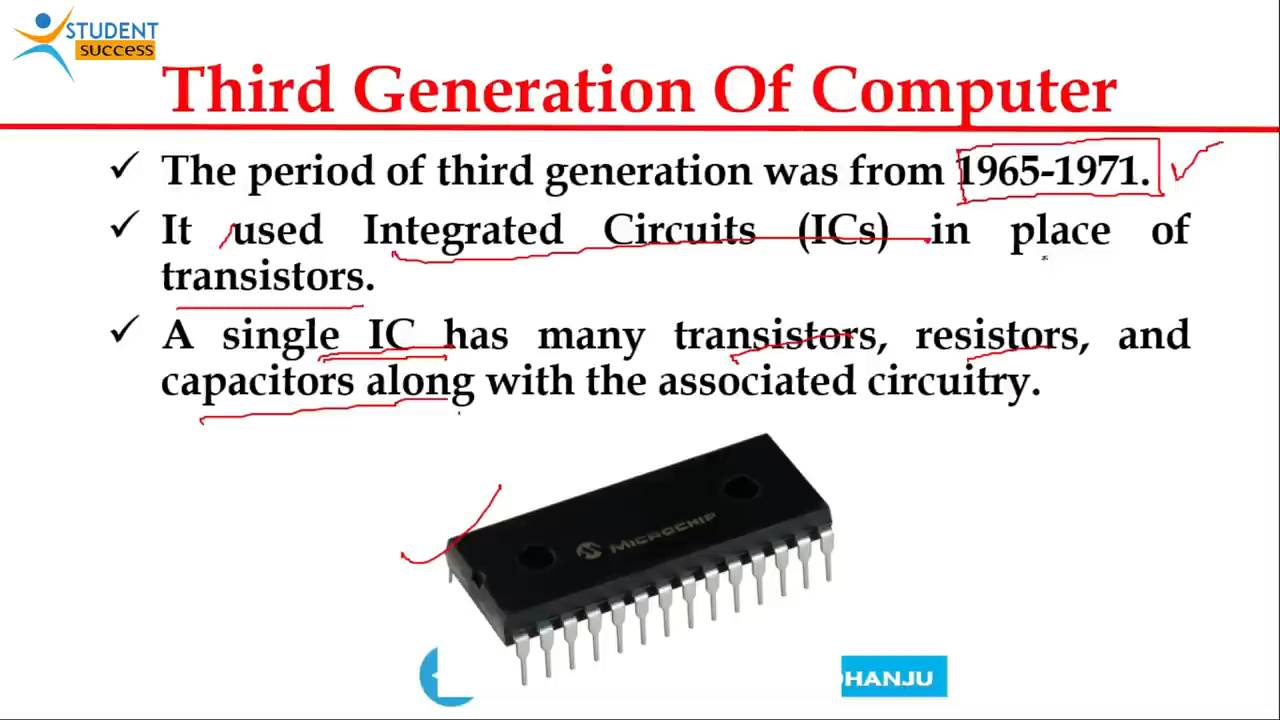 STUDENT
SUCCESS
Third Generation Of Computer
✓ The period of third generation was from 1965-1971.
✓ It used Integrated Circuits (ICs) in place of
transistors.
✓ A single IC has many transistors, resistors, and
capacitors along with the associated circuitry.
MICROCHIP
HANJU